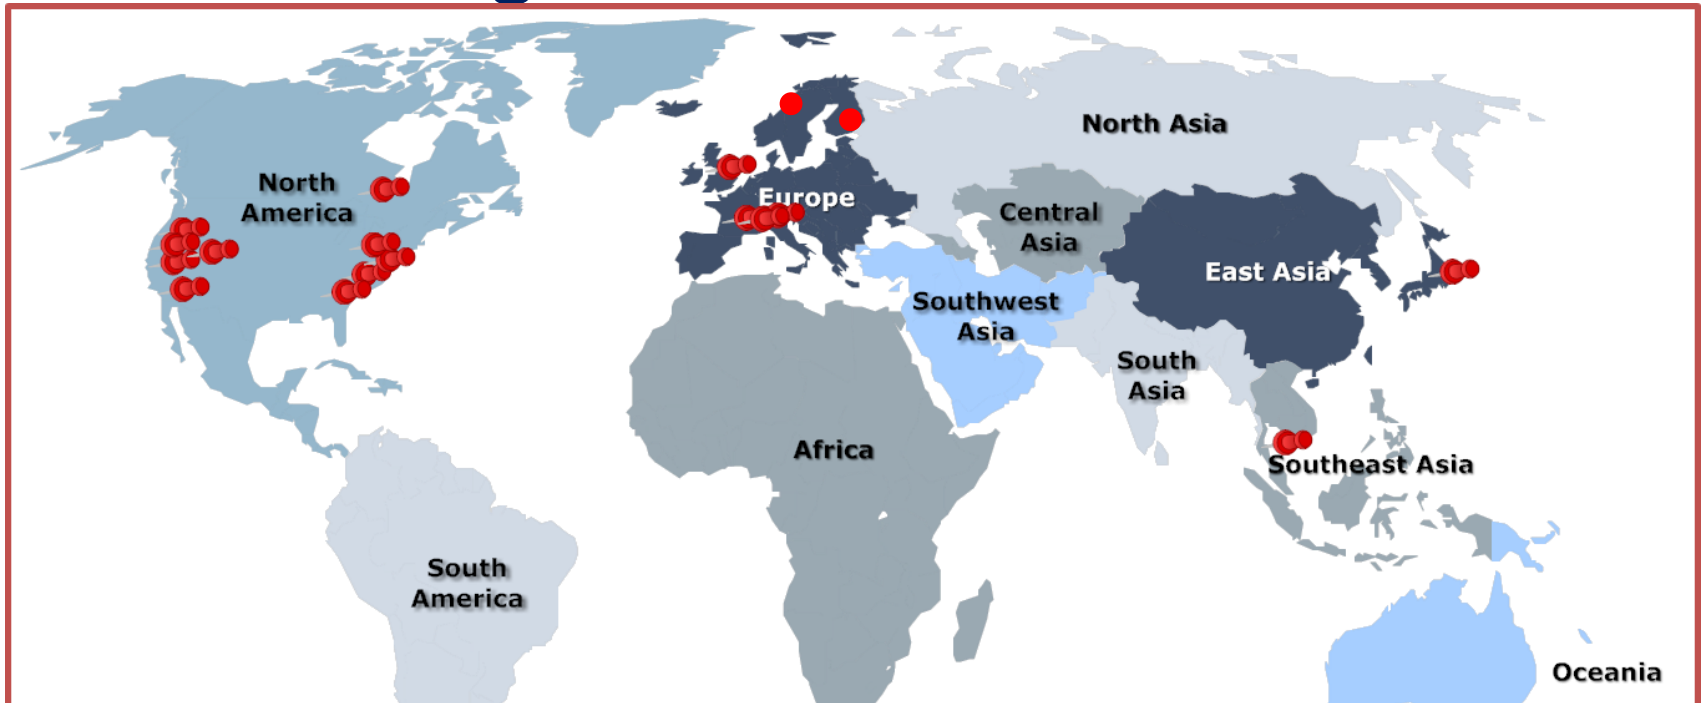 North Asia
North
America
Europe
Central
Asia
East Asia
Southwest
Asia
South
Asia
Africa
Southeast Asia
South
America
Oceania